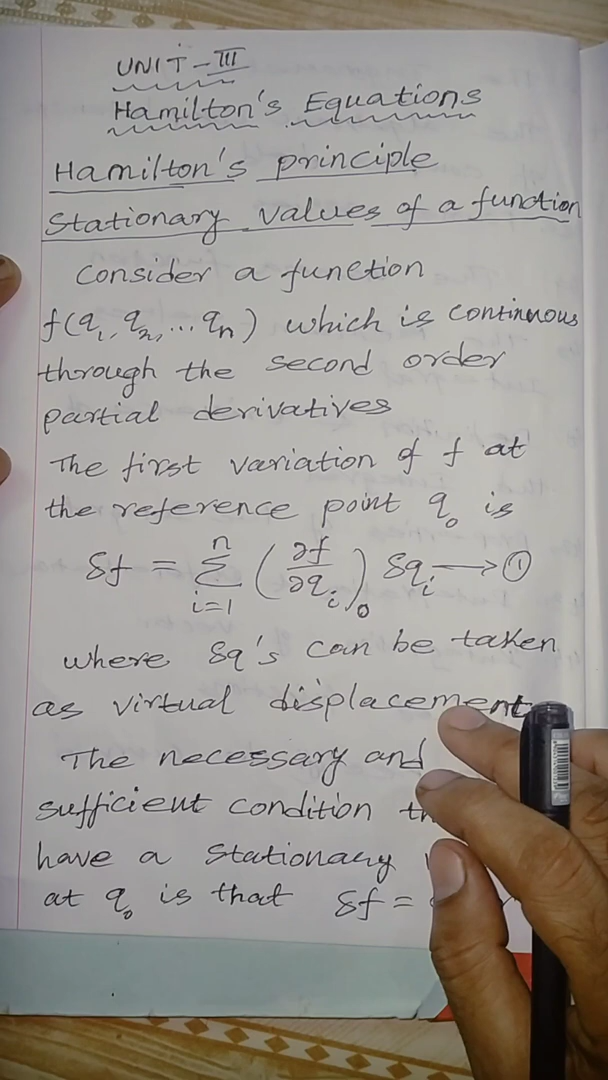 UNIT-III
Hamilton's Equations
Hamilton's principle
Stationary values of a function
Consider a function
f(q₁, q₂, ... qₙ) which is continuous
through the second order
partial derivatives
The first variation of f at
the reference point q₀ is
δf = Σ_{i=1}^{n} (∂f/∂qᵢ)₀ δqᵢ → ①
where δq's can be taken
as virtual displacement
The necessary and
sufficient condition
have a stationary
at q₀ is that δf =